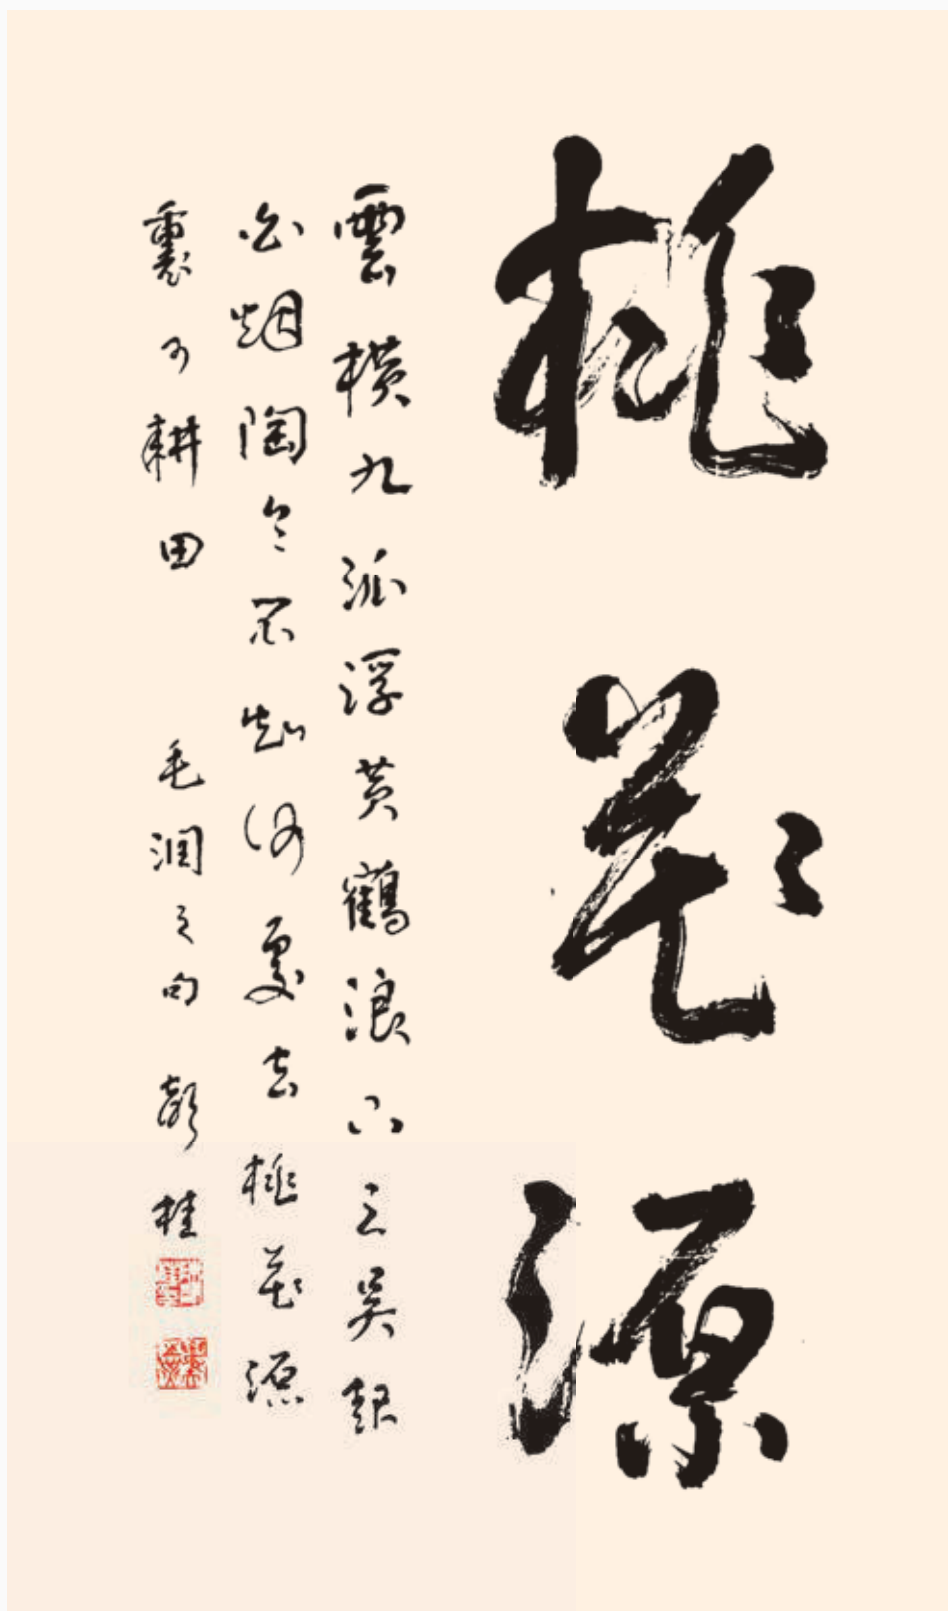 桃花源
雲橫九派浮黃鶴浪下三吳起
白烟陶令不知何處去桃花源
裏可耕田 毛潤之句 彭桂